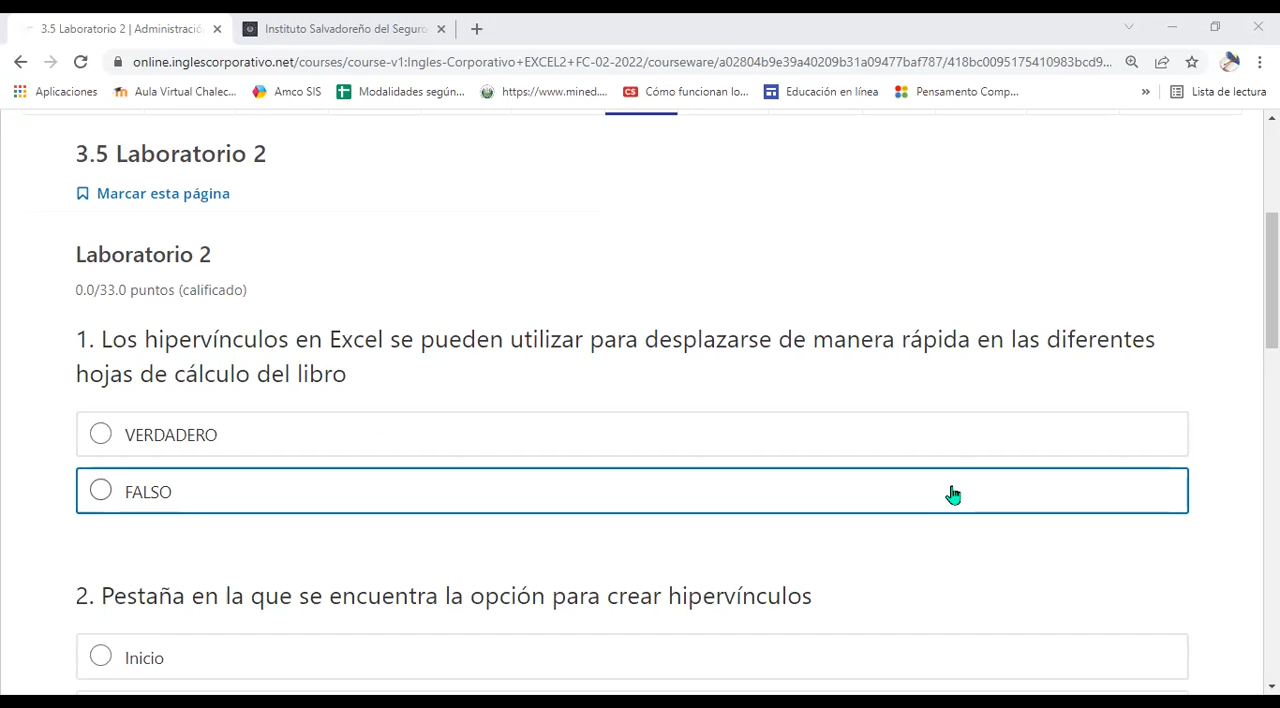 3.5 Laboratorio 2 | Administració
Instituto Salvadoreño del Seguro
online.inglescorporativo.net/courses/course-v1:Ingles-Corporativo+EXCEL2+FC-02-2022/courseware/a02804b9e39a40209b31a09477baf787/418bc0095175410983bcd9...
Aplicaciones
Aula Virtual Chalec...
Amco SIS
Modalidades según...
https://www.mined....
CS Cómo funciona lo...
Educación en línea
Pensamento Comp...
»
Lista de lectura
3.5 Laboratorio 2
Marcar esta página
Laboratorio 2
0.0/33.0 puntos (calificado)
1. Los hipervínculos en Excel se pueden utilizar para desplazarse de manera rápida en las diferentes
hojas de cálculo del libro
VERDADERO
FALSO
2. Pestaña en la que se encuentra la opción para crear hipervínculos
Inicio